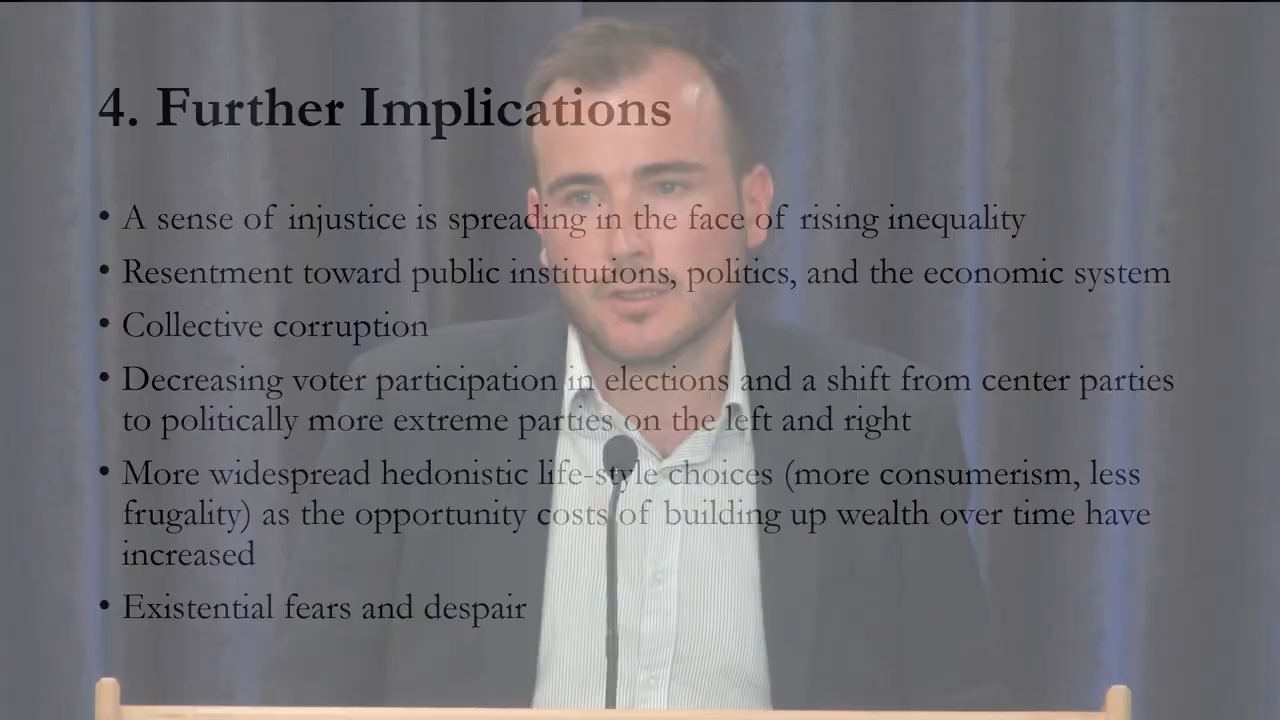 4. Further Implications
• A sense of injustice is spreading in the face of rising inequality
• Resentment toward public institutions, politics, and the economic system
• Collective corruption
• Decreasing voter participation in elections and a shift from center parties
to politically more extreme parties on the left and right
• More widespread hedonistic life-style choices (more consumerism, less
frugality) as the opportunity costs of building up wealth over time have
increased
• Existential fears and despair